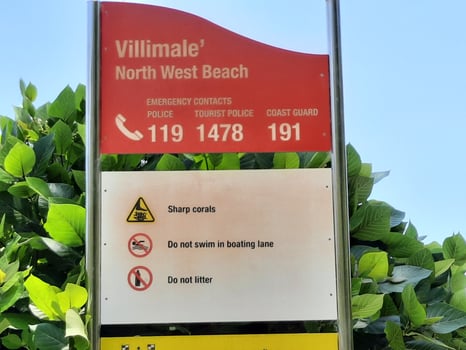 Villimale'
North West Beach
EMERGENCY CONTACTS
POLICE TOURIST POLICE COAST GUARD
119 1478 191
Sharp corals
Do not swim in boating lane
Do not litter